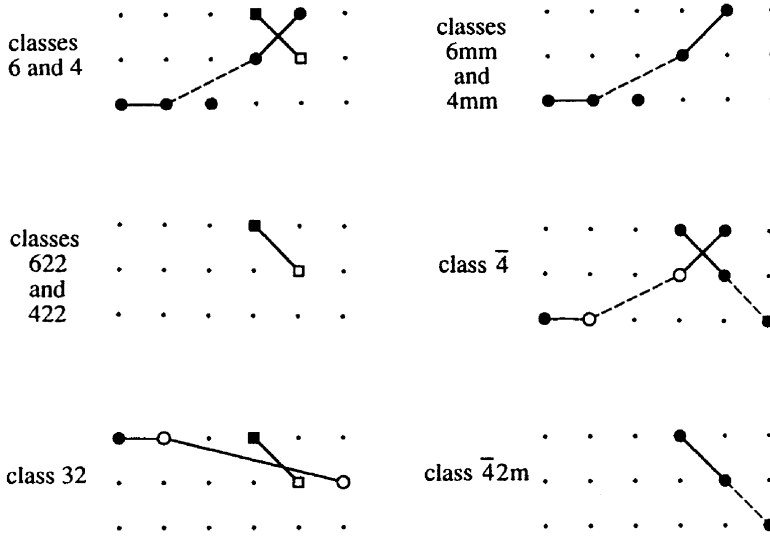 classes
6 and 4
classes
6mm
and
4mm
classes
622
and
422
class 4̅
class 32
class 4̅2m